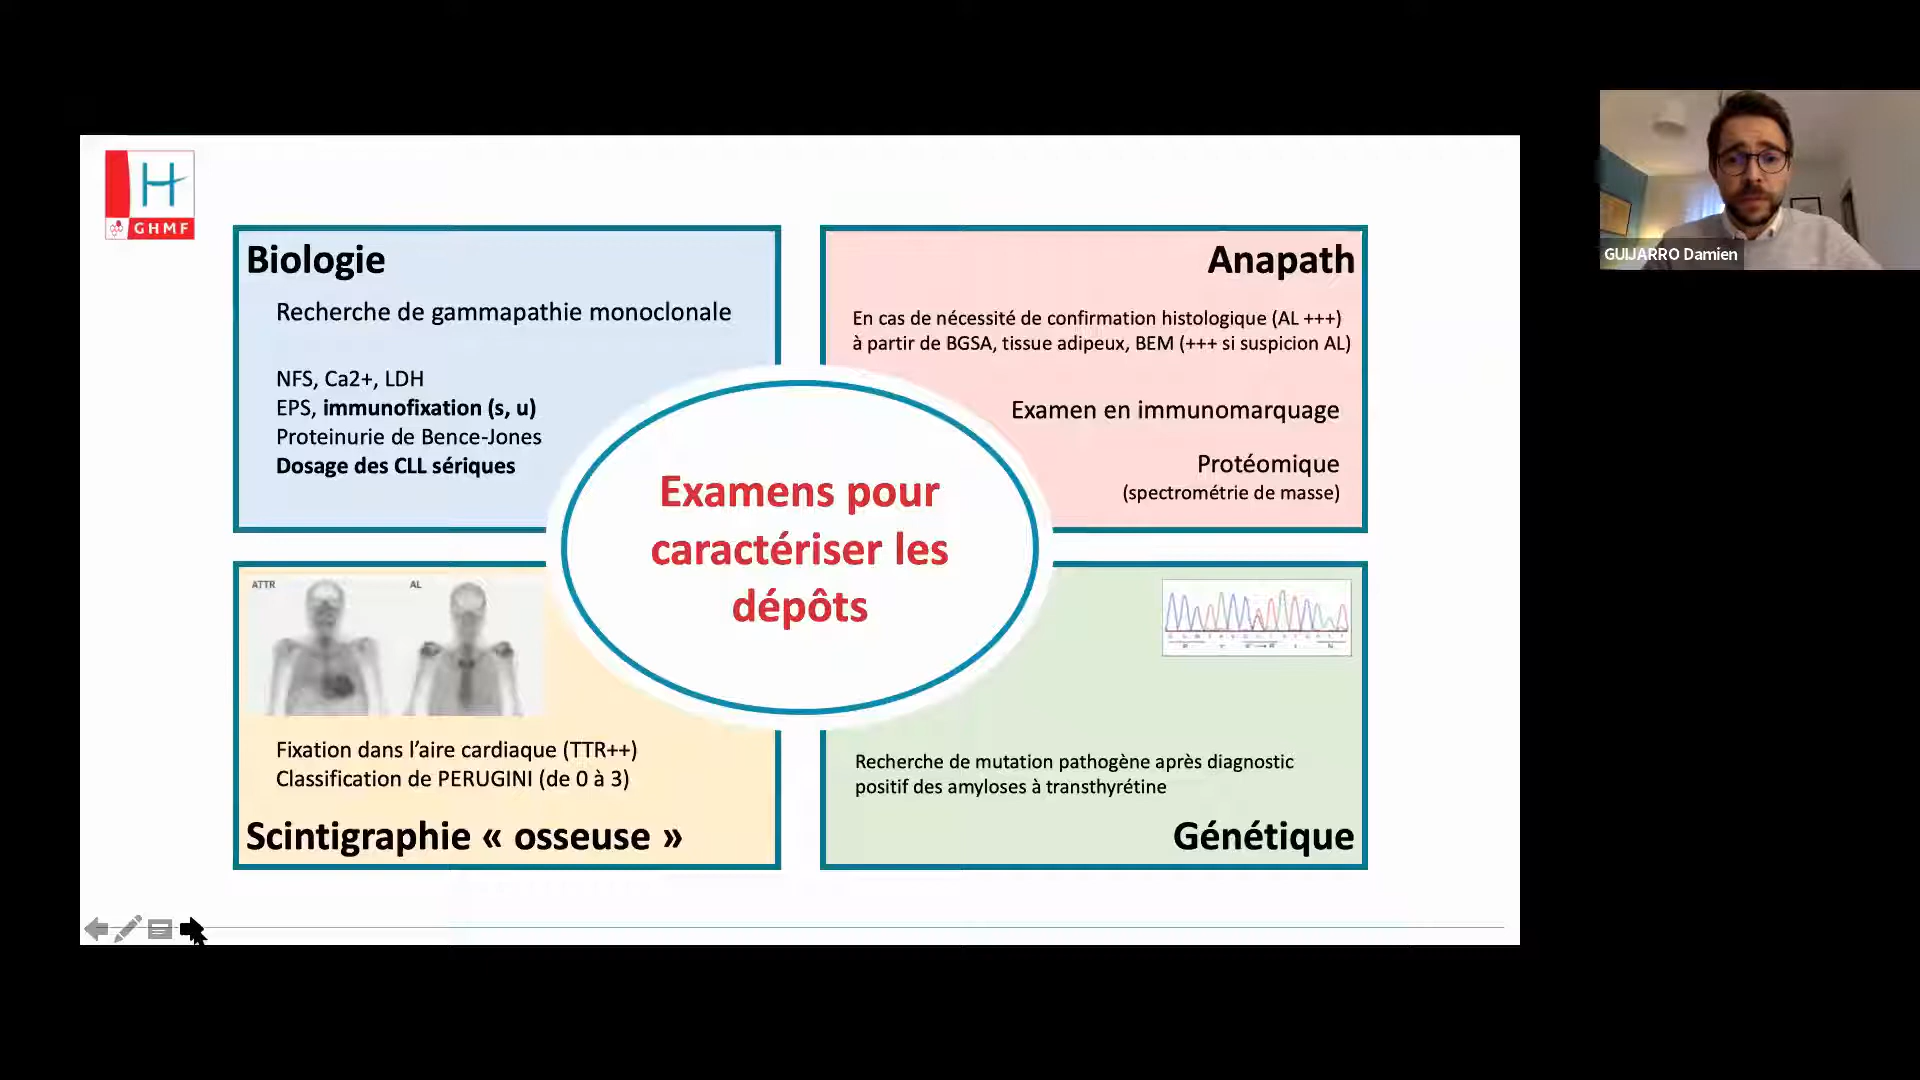 H
GHMF
Biologie
Recherche de gammapathie monoclonale
NFS, Ca2+, LDH
EPS, immunofixation (s, u)
Proteinurie de Bence-Jones
Dosage des CLL sériques
Anapath
En cas de nécessité de confirmation histologique (AL +++)
à partir de BGSA, tissue adipeux, BEM (+++ si suspicion AL)
Examen en immunomarquage
Protéomique
(spectrométrie de masse)
Examens pour
caractériser les
dépôts
ATTR
AL
Fixation dans l’aire cardiaque (TTR++)
Classification de PERUGINI (de 0 à 3)
Scintigraphie « osseuse »
Recherche de mutation pathogène après diagnostic
positif des amyloses à transthyrétine
Génétique
GUIJARRO Damien